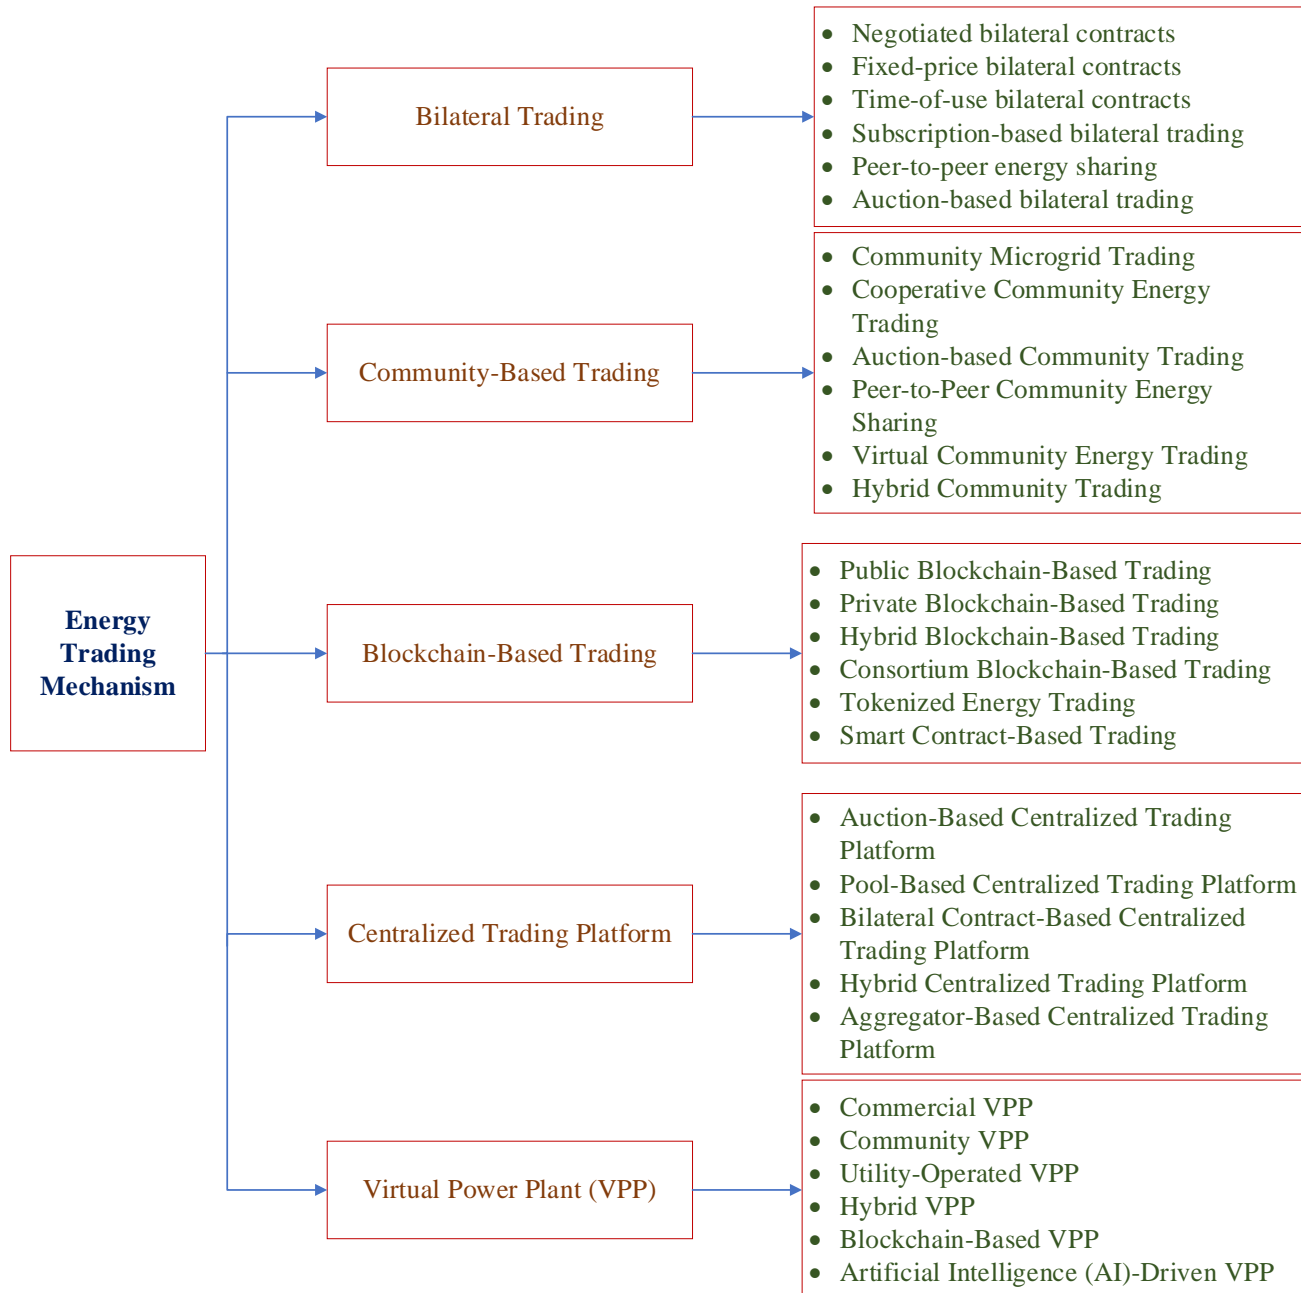 Energy
Trading
Mechanism
Bilateral Trading
• Negotiated bilateral contracts
• Fixed-price bilateral contracts
• Time-of-use bilateral contracts
• Subscription-based bilateral trading
• Peer-to-peer energy sharing
• Auction-based bilateral trading
Community-Based Trading
• Community Microgrid Trading
• Cooperative Community Energy
Trading
• Auction-based Community Trading
• Peer-to-Peer Community Energy
Sharing
• Virtual Community Energy Trading
• Hybrid Community Trading
Blockchain-Based Trading
• Public Blockchain-Based Trading
• Private Blockchain-Based Trading
• Hybrid Blockchain-Based Trading
• Consortium Blockchain-Based Trading
• Tokenized Energy Trading
• Smart Contract-Based Trading
Centralized Trading Platform
• Auction-Based Centralized Trading
Platform
• Pool-Based Centralized Trading Platform
• Bilateral Contract-Based Centralized
Trading Platform
• Hybrid Centralized Trading Platform
• Aggregator-Based Centralized Trading
Platform
Virtual Power Plant (VPP)
• Commercial VPP
• Community VPP
• Utility-Operated VPP
• Hybrid VPP
• Blockchain-Based VPP
• Artificial Intelligence (AI)-Driven VPP